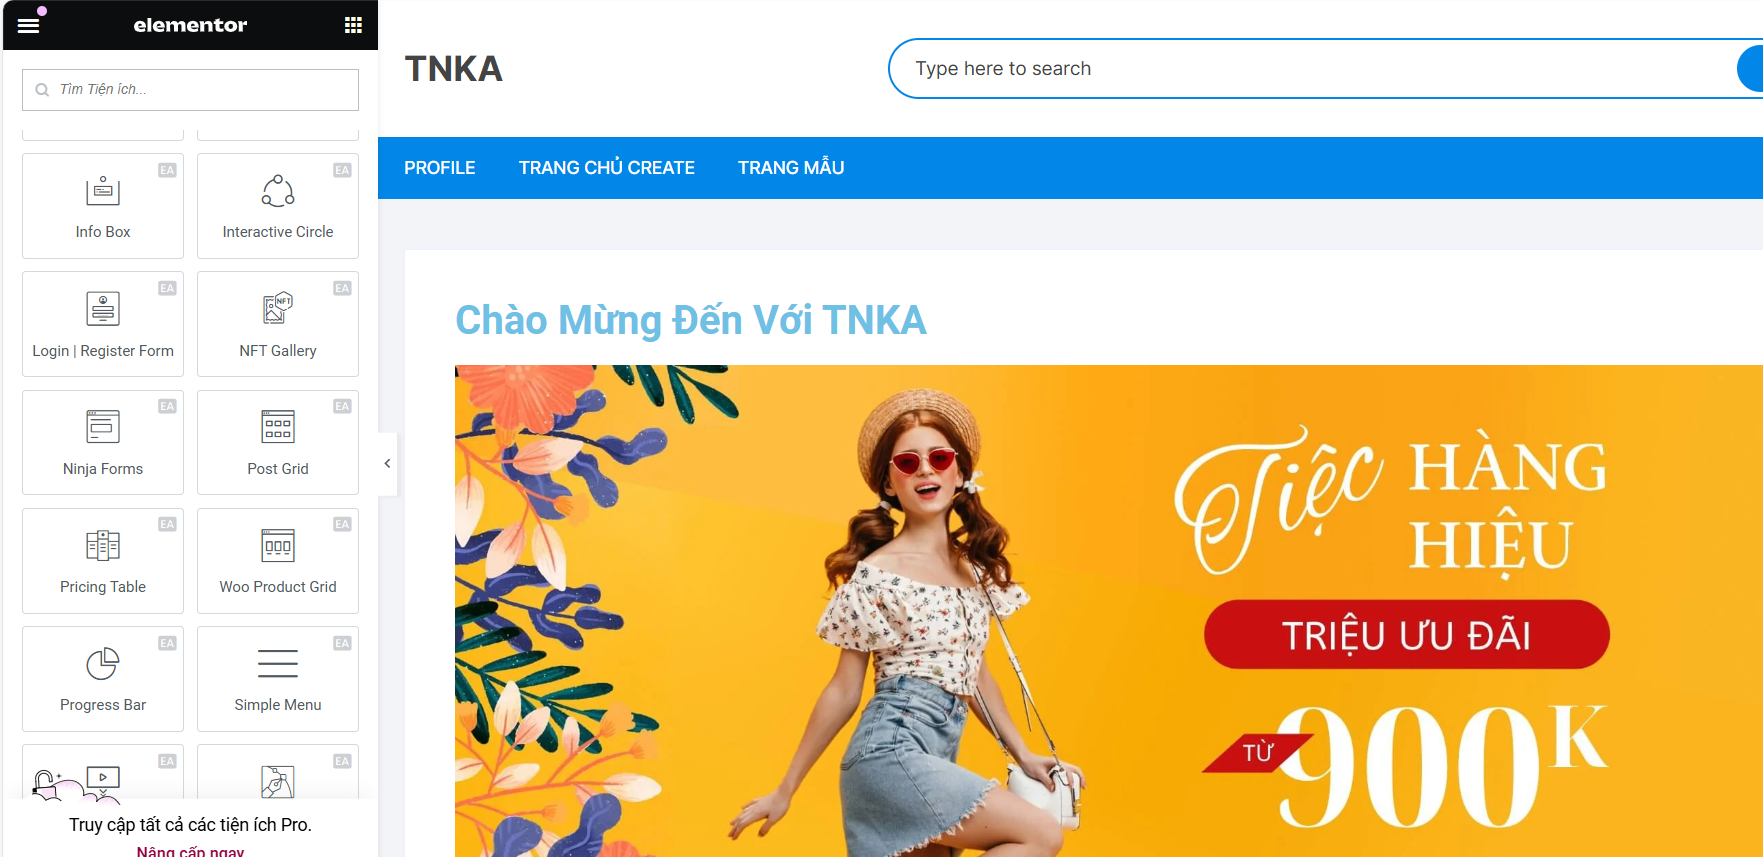 elementor
Tìm Tiện ích...
EA
Info Box
EA
Interactive Circle
EA
Login | Register Form
EA
NFT
NFT Gallery
EA
Ninja Forms
EA
Post Grid
EA
Pricing Table
EA
Woo Product Grid
EA
Progress Bar
EA
Simple Menu
EA
EA
Truy cập tất cả các tiện ích Pro.
Nâng cấp ngay
TNKA
Type here to search
PROFILE
TRANG CHỦ CREATE
TRANG MẪU
Chào Mừng Đến Với TNKA
Tiệc HÀNG
HIỆU
TRIỆU ƯU ĐÃI
TỪ 900K